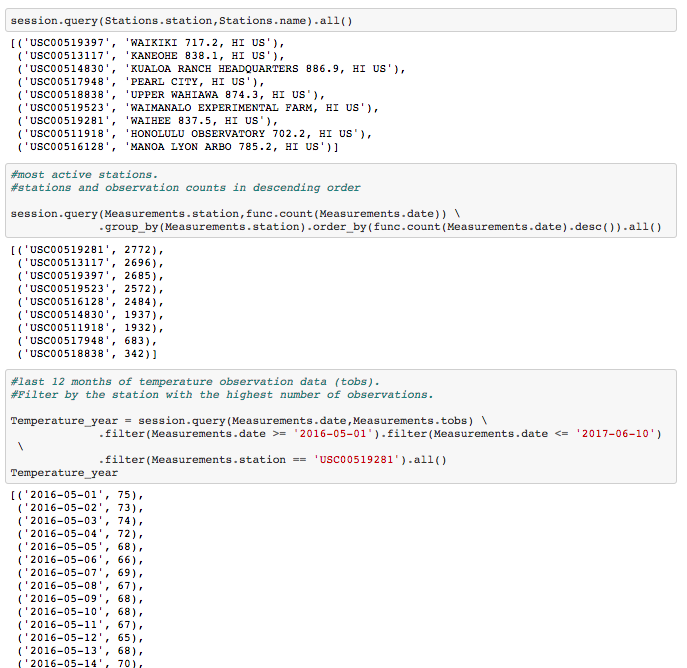 session.query(Stations.station,Stations.name).all()
[('USC00519397', 'WAIKIKI 717.2, HI US'),
('USC00513117', 'KANEOHE 838.1, HI US'),
('USC00514830', 'KUALOA RANCH HEADQUARTERS 886.9, HI US'),
('USC00517948', 'PEARL CITY, HI US'),
('USC00518838', 'UPPER WAHIAWA 874.3, HI US'),
('USC00519523', 'WAIMANALO EXPERIMENTAL FARM, HI US'),
('USC00519281', 'WAIHEE 837.5, HI US'),
('USC00511918', 'HONOLULU OBSERVATORY 702.2, HI US'),
('USC00516128', 'MANOA LYON ARBO 785.2, HI US')]
#most active stations.
#stations and observation counts in descending order
session.query(Measurements.station,func.count(Measurements.date)) \
.group_by(Measurements.station).order_by(func.count(Measurements.date).desc()).all()
[('USC00519281', 2772),
('USC00513117', 2696),
('USC00519397', 2685),
('USC00519523', 2572),
('USC00516128', 2484),
('USC00514830', 1937),
('USC00511918', 1932),
('USC00517948', 683),
('USC00518838', 342)]
#last 12 months of temperature observation data (tobs).
#Filter by the station with the highest number of observations.
Temperature_year = session.query(Measurements.date,Measurements.tobs) \
.filter(Measurements.date >= '2016-05-01').filter(Measurements.date <= '2017-06-10')
\
.filter(Measurements.station == 'USC00519281').all()
Temperature_year
[('2016-05-01', 75),
('2016-05-02', 73),
('2016-05-03', 74),
('2016-05-04', 72),
('2016-05-05', 68),
('2016-05-06', 66),
('2016-05-07', 69),
('2016-05-08', 67),
('2016-05-09', 68),
('2016-05-10', 68),
('2016-05-11', 67),
('2016-05-12', 65),
('2016-05-13', 68),
('2016-05-14', 70),